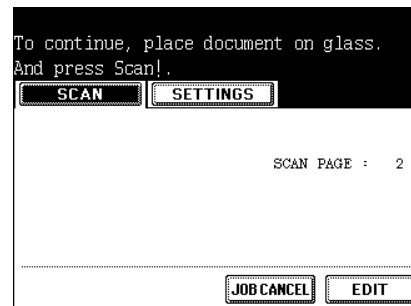 To continue, place document on glass.
And press Scan!.
SCAN SETTINGS
SCAN PAGE : 2
JOB CANCEL EDIT